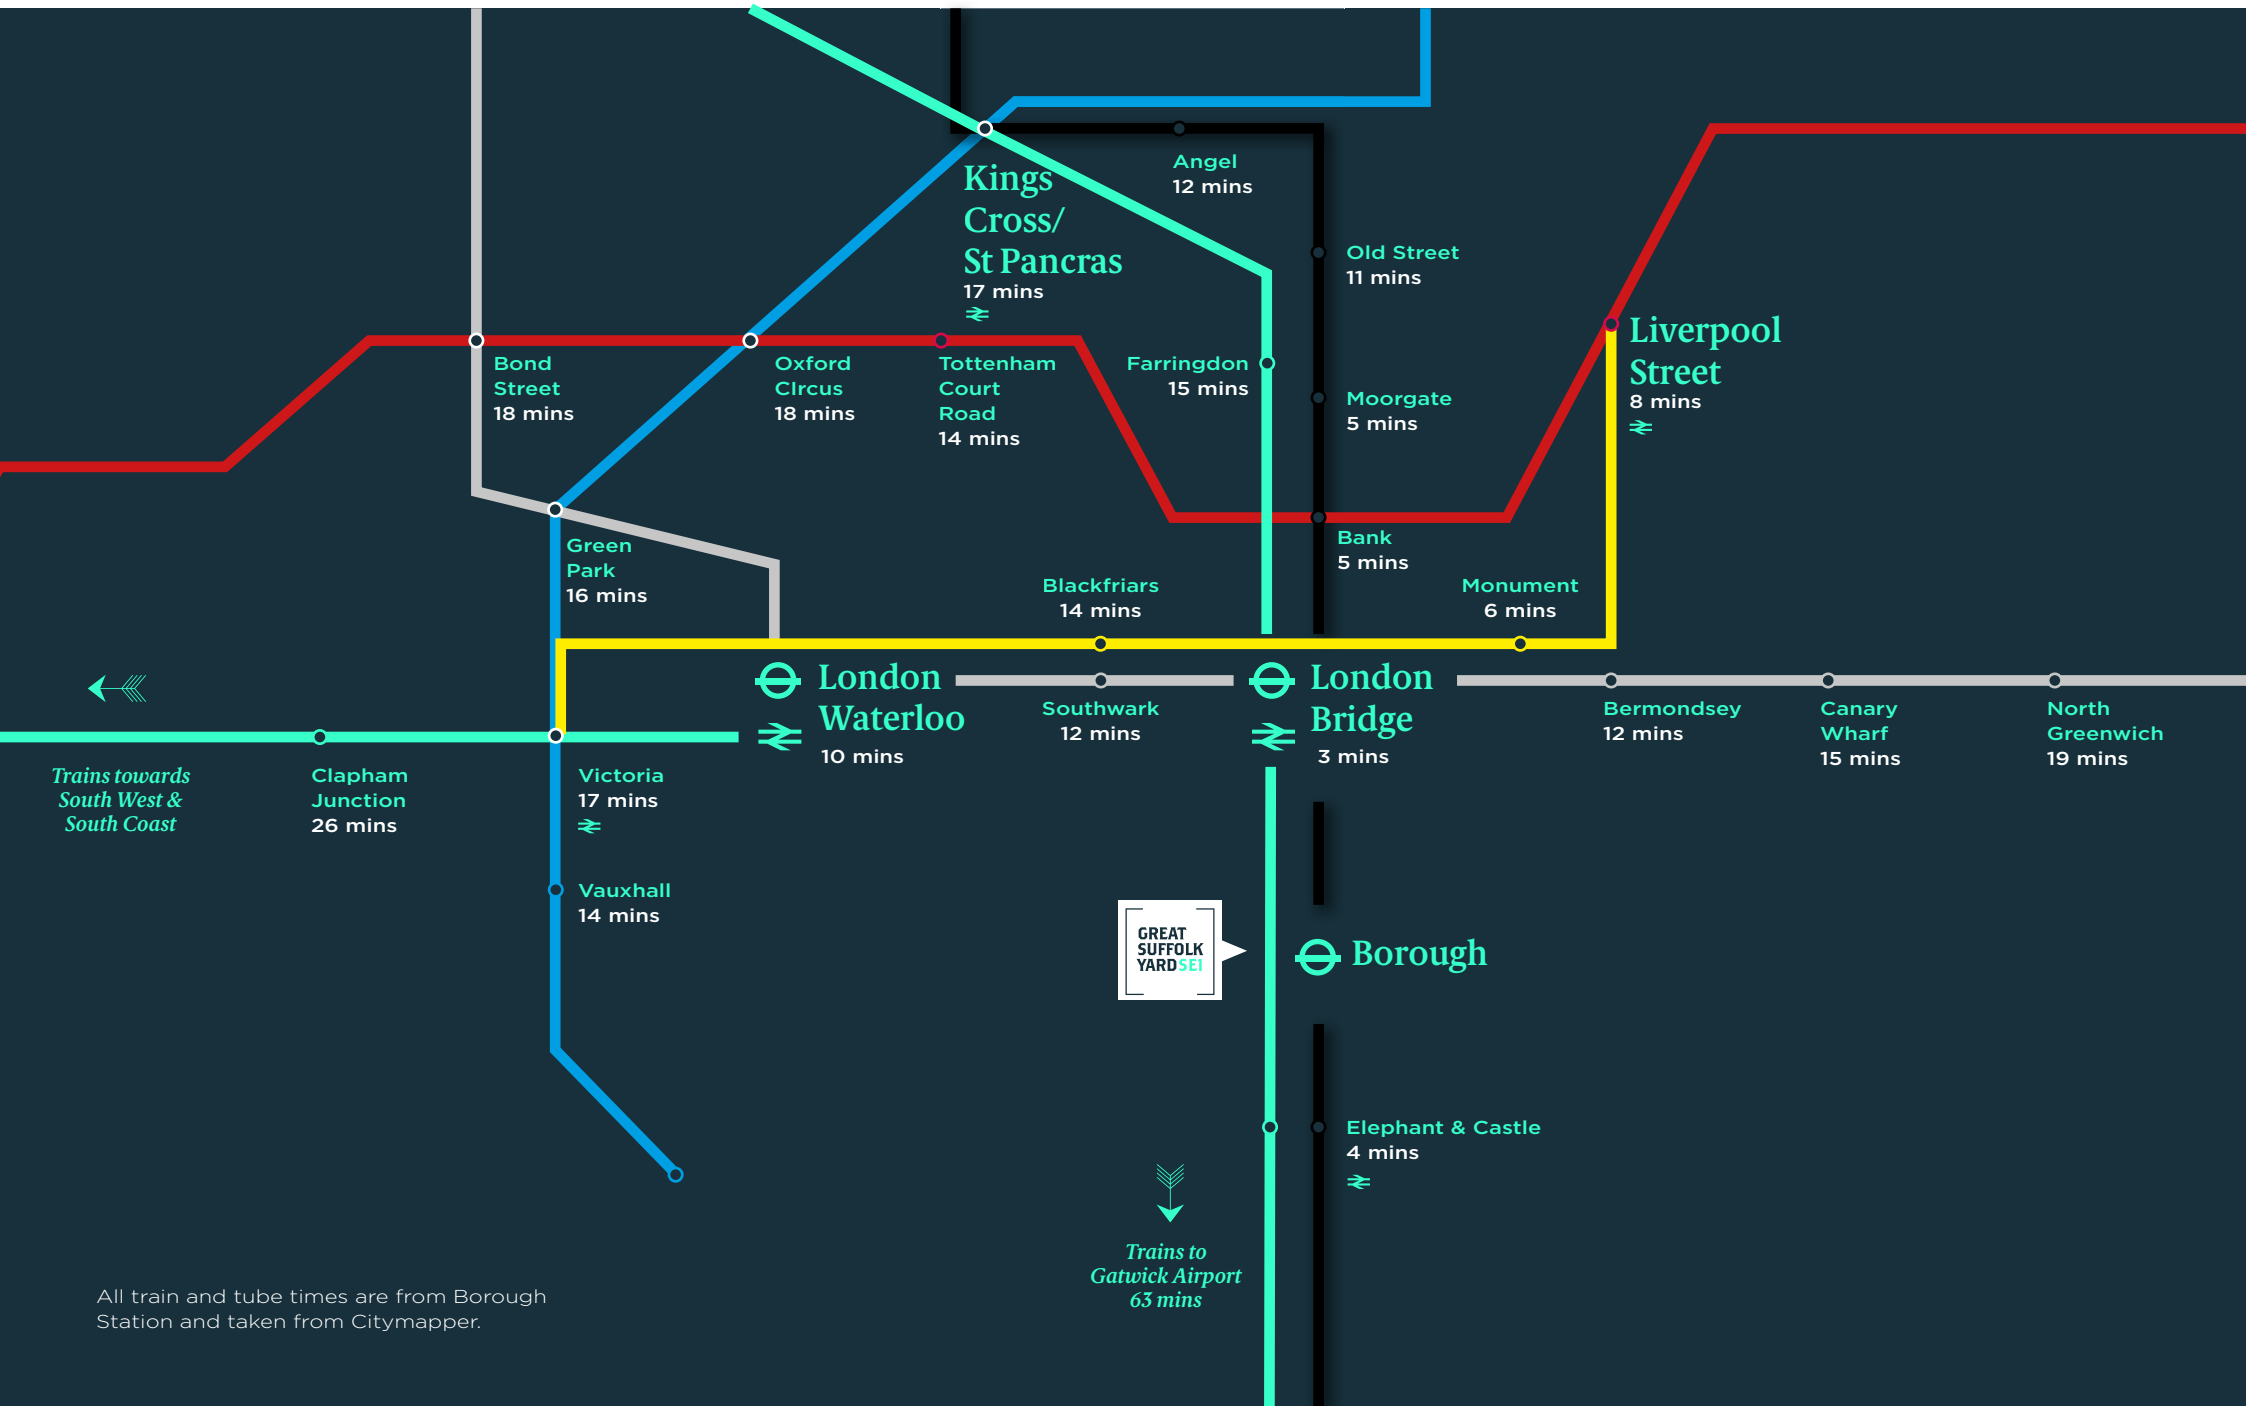 Angel
12 mins
Kings
Cross/
St Pancras
17 mins
Old Street
11 mins
Liverpool
Street
8 mins
Bond
Street
18 mins
Oxford
CIrcus
18 mins
Tottenham
Court
Road
14 mins
Farringdon
15 mins
Moorgate
5 mins
Bank
5 mins
Green
Park
16 mins
Blackfriars
14 mins
Monument
6 mins
London
Waterloo
10 mins
Southwark
12 mins
London
Bridge
3 mins
Bermondsey
12 mins
Canary
Wharf
15 mins
North
Greenwich
19 mins
Trains towards
South West &
South Coast
Clapham
Junction
26 mins
Victoria
17 mins
Vauxhall
14 mins
GREAT
SUFFOLK
YARDSE1
Borough
Elephant & Castle
4 mins
Trains to
Gatwick Airport
63 mins
All train and tube times are from Borough
Station and taken from Citymapper.